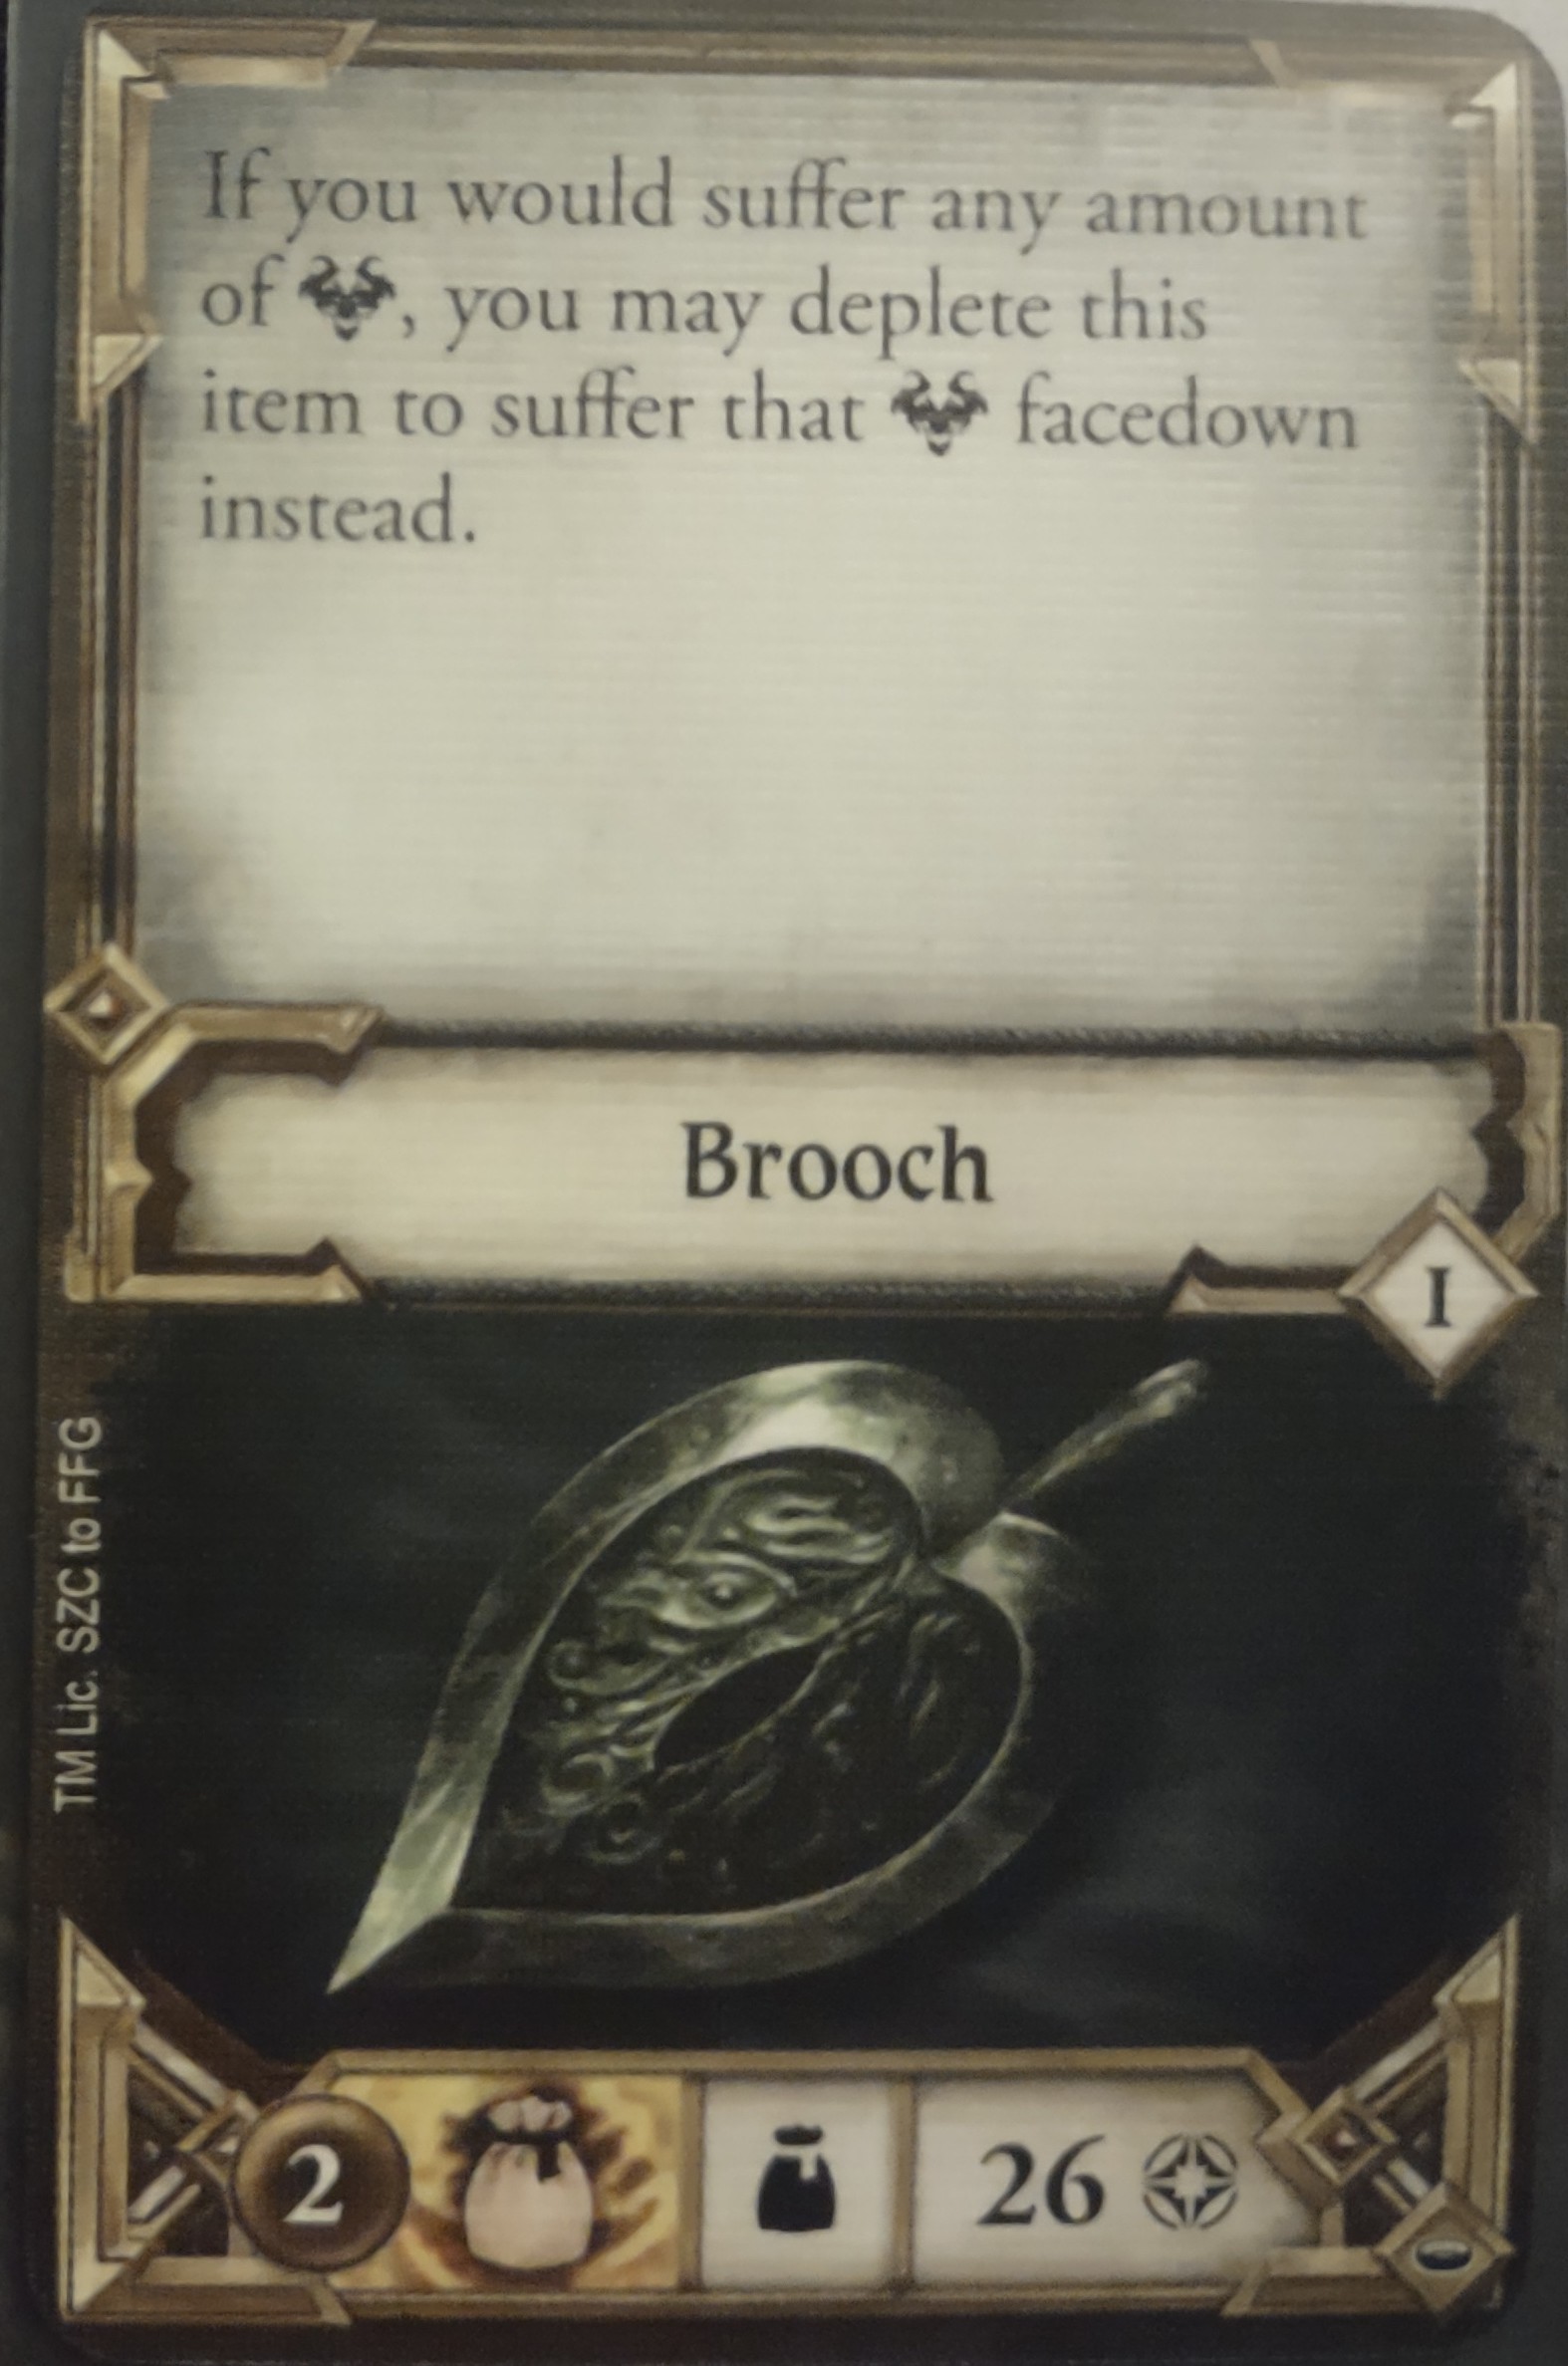 If you would suffer any amount
of , you may deplete this
item to suffer that facedown
instead.
Brooch
I
TM Lic. SZC to FFG
2
26